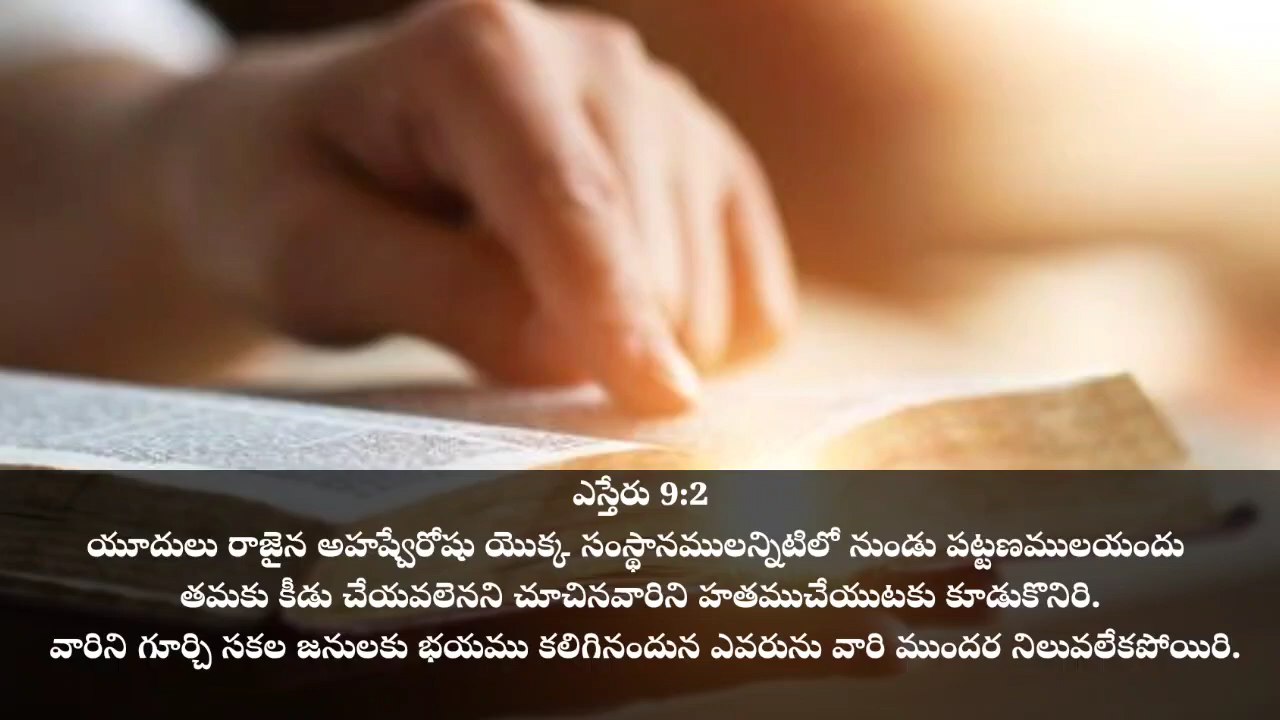 ఎస్తేరు 9:2
యూదులు రాజైన అహష్వేరోషు యొక్క సంస్థానములన్నిటిలో నుండు పట్టణములయందు
తమకు కీడు చేయవలెనని చూచినవారిని హతముచేయుటకు కూడుకొనిరి.
వారిని గూర్చి సకల జనులకు భయము కలిగినందున ఎవరును వారి ముందర నిలువలేకపోయిరి.